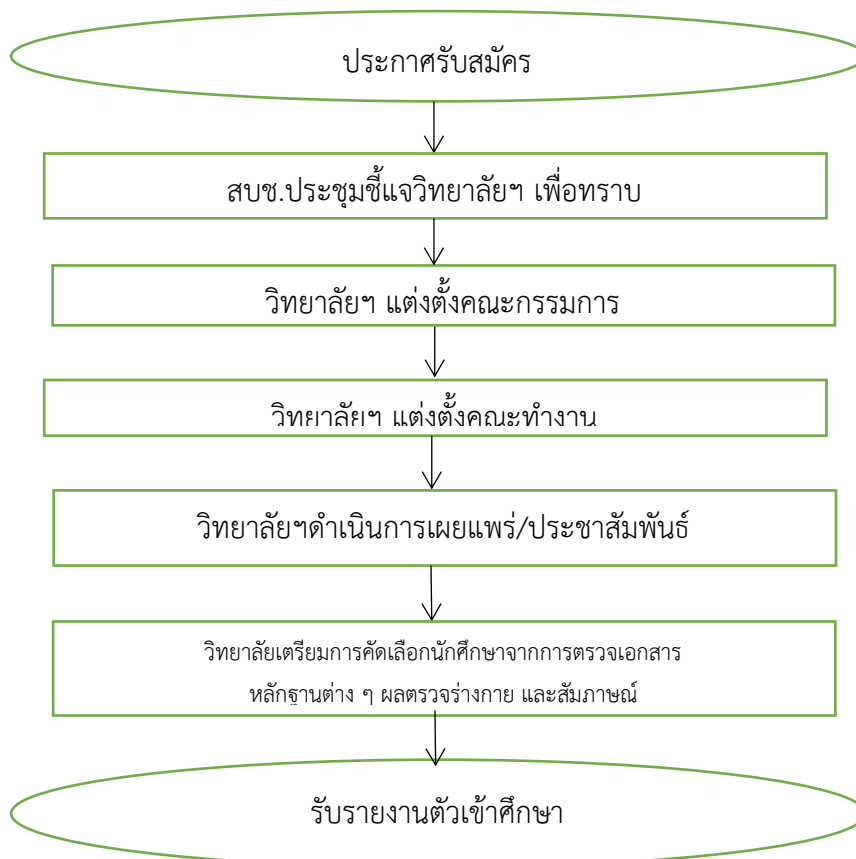 ประกาศรับสมัคร
สบช.ประชุมชี้แจวิทยาลัยฯ เพื่อทราบ
วิทยาลัยฯ แต่งตั้งคณะกรรมการ
วิทยาลัยฯ แต่งตั้งคณะทำงาน
วิทยาลัยฯดำเนินการเผยแพร่/ประชาสัมพันธ์
วิทยาลัยเตรียมการคัดเลือกนักศึกษาจากการตรวจเอกสาร
หลักฐานต่าง ๆ ผลตรวจร่างกาย และสัมภาษณ์
รับรายงานตัวเข้าศึกษา